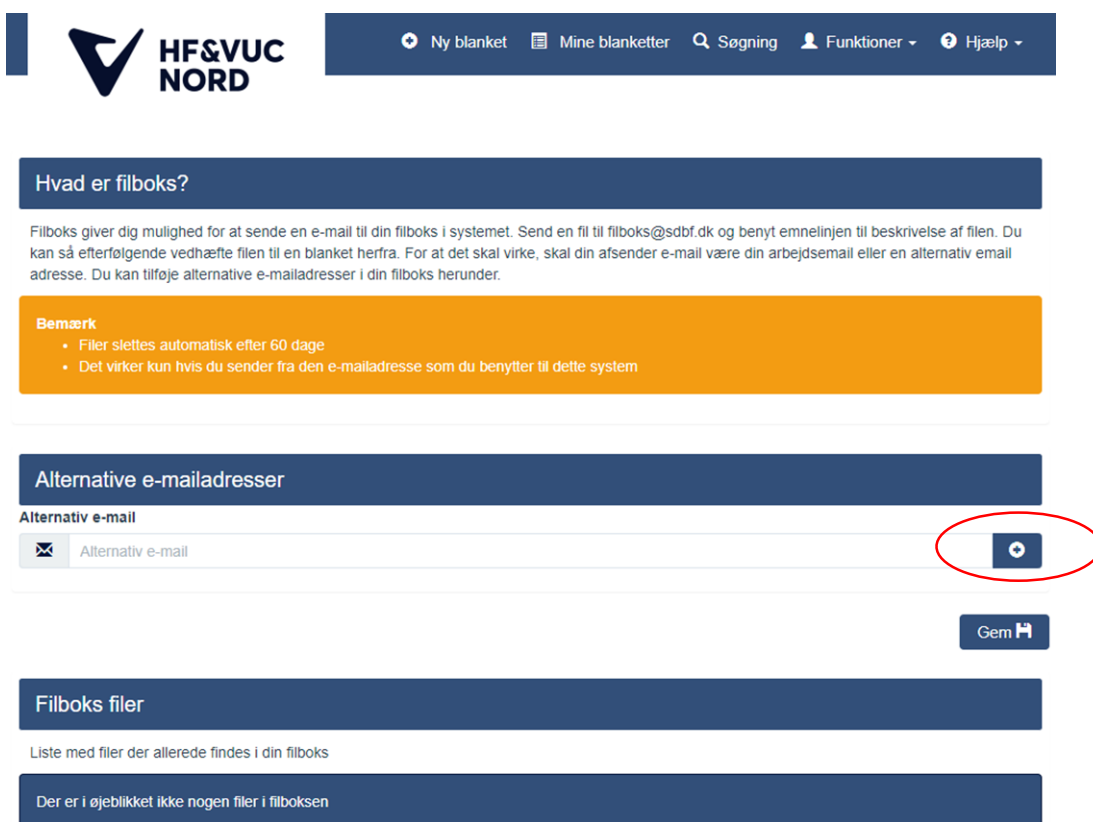 HF&VUC
NORD
Ny blanket Mine blanketter Søgning Funktioner Hjælp
Hvad er filboks?
Filboks giver dig mulighed for at sende en e-mail til din filboks i systemet. Send en fil til filboks@sdbf.dk og benyt emnelinjen til beskrivelse af filen. Du
kan så efterfølgende vedhæfte filen til en blanket herfra. For at det skal virke, skal din afsender e-mail være din arbejdsemail eller en alternativ email
adresse. Du kan tilføje alternative e-mailadresser i din filboks herunder.
Bemærk
• Filer slettes automatisk efter 60 dage
• Det virker kun hvis du sender fra den e-mailadresse som du benytter til dette system
Alternative e-mailadresser
Alternativ e-mail
Alternativ e-mail
Gem
Filboks filer
Liste med filer der allerede findes i din filboks
Der er i øjeblikket ikke nogen filer i filboksen